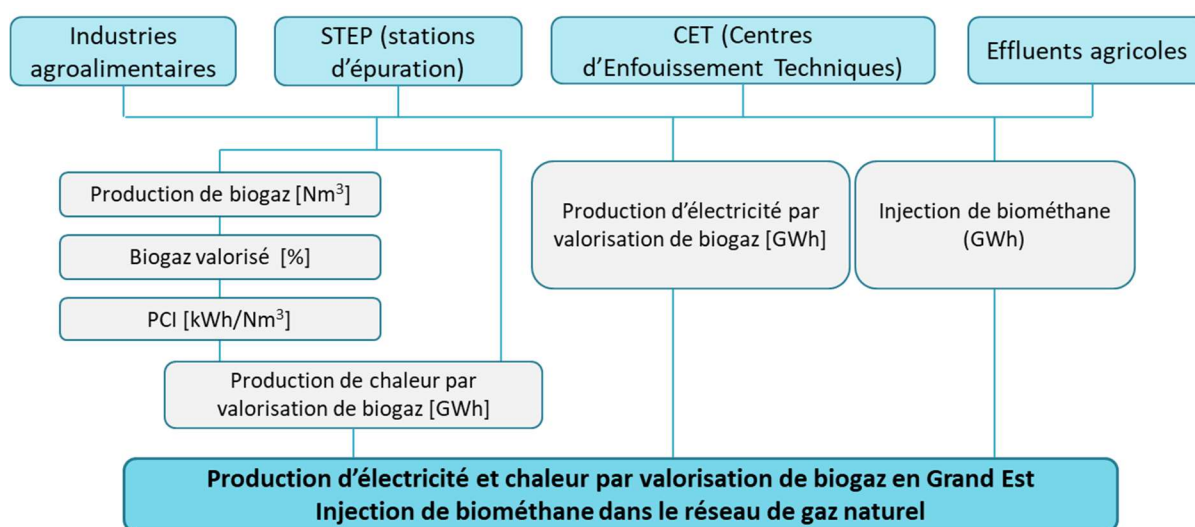 Industries
agroalimentaires
STEP (stations
d'épuration)
CET (Centres
d'Enfouissement Techniques)
Effluents agricoles
Production de biogaz [Nm³]
Biogaz valorisé [%]
PCI [kWh/Nm³]
Production de chaleur par
valorisation de biogaz [GWh]
Production d'électricité par
valorisation de biogaz [GWh]
Injection de biométhane
(GWh)
Production d'électricité et chaleur par valorisation de biogaz en Grand Est
Injection de biométhane dans le réseau de gaz naturel